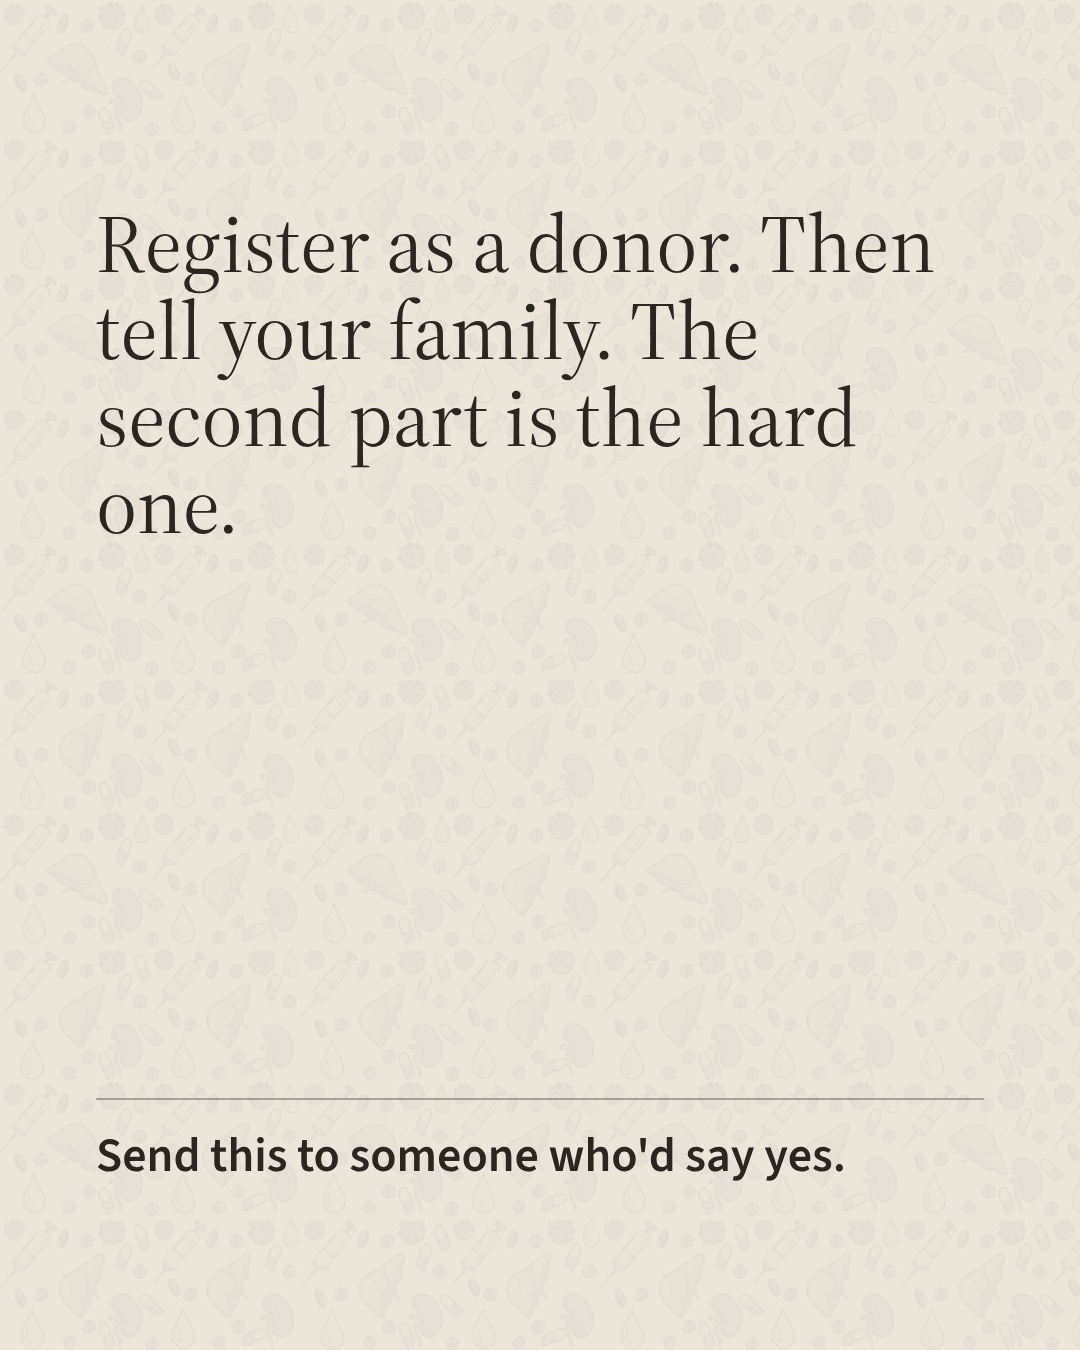 Register as a donor. Then
tell your family. The
second part is the hard
one.
Send this to someone who'd say yes.